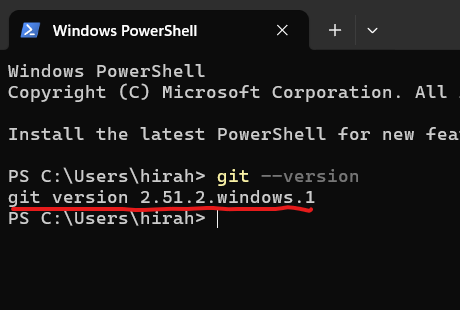 Windows PowerShell
Windows PowerShell
Copyright (C) Microsoft Corporation. All
Install the latest PowerShell for new fea
PS C:\Users\hirah> git --version
git version 2.51.2.windows.1
PS C:\Users\hirah>